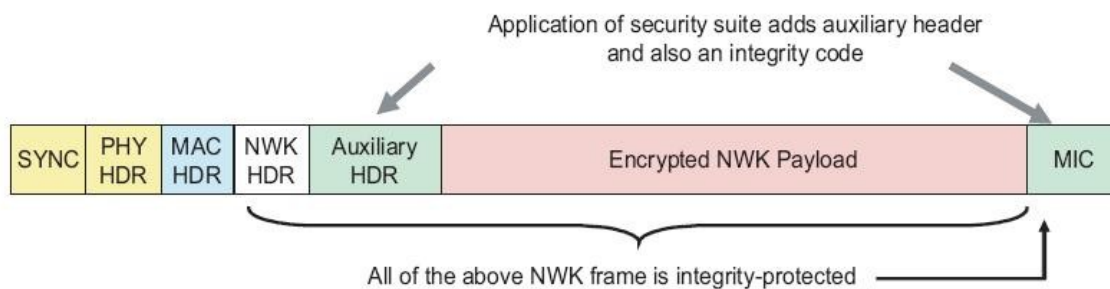 Application of security suite adds auxiliary header
and also an integrity code
SYNC
PHY
HDR
MAC
HDR
NWK
HDR
Auxiliary
HDR
Encrypted NWK Payload
MIC
All of the above NWK frame is integrity-protected